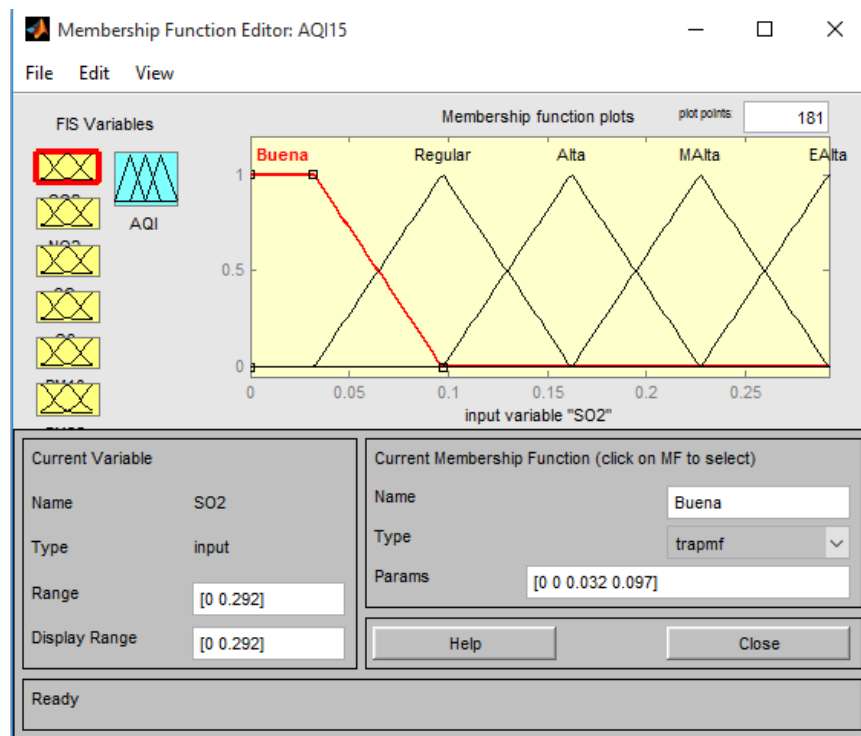 Membership Function Editor: AQI15
File Edit View
FIS Variables
AQI
Membership function plots
plot points:
181
Buena Regular Alta MAlta EAlta
1
0.5
0
0 0.05 0.1 0.15 0.2 0.25
input variable "SO2"
Current Variable
Name SO2
Type input
Range [0 0.292]
Display Range [0 0.292]
Current Membership Function (click on MF to select)
Name Buena
Type trapmf
Params [0 0 0.032 0.097]
Help Close
Ready